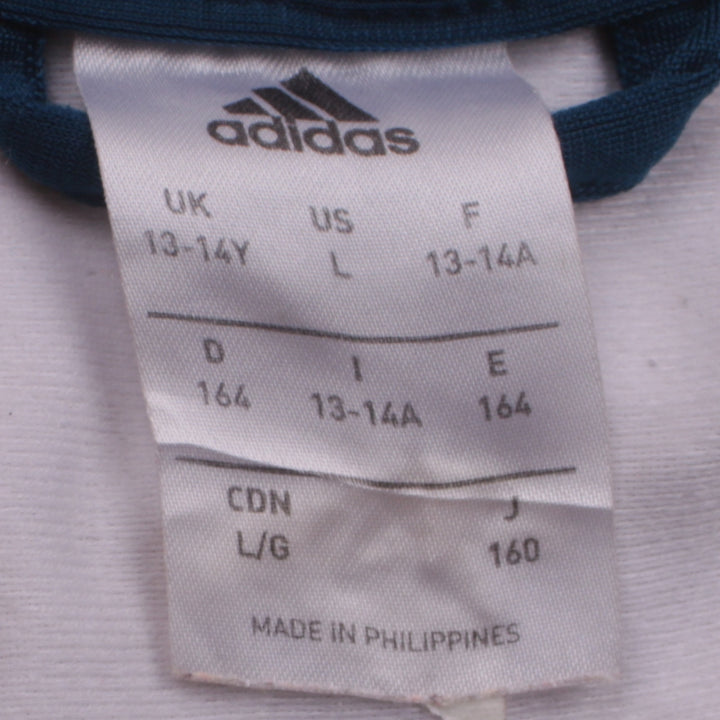 adidas
UK US F
13-14Y L 13-14A
D I E
164 13-14A 164
CDN J
L/G 160
MADE IN PHILIPPINES